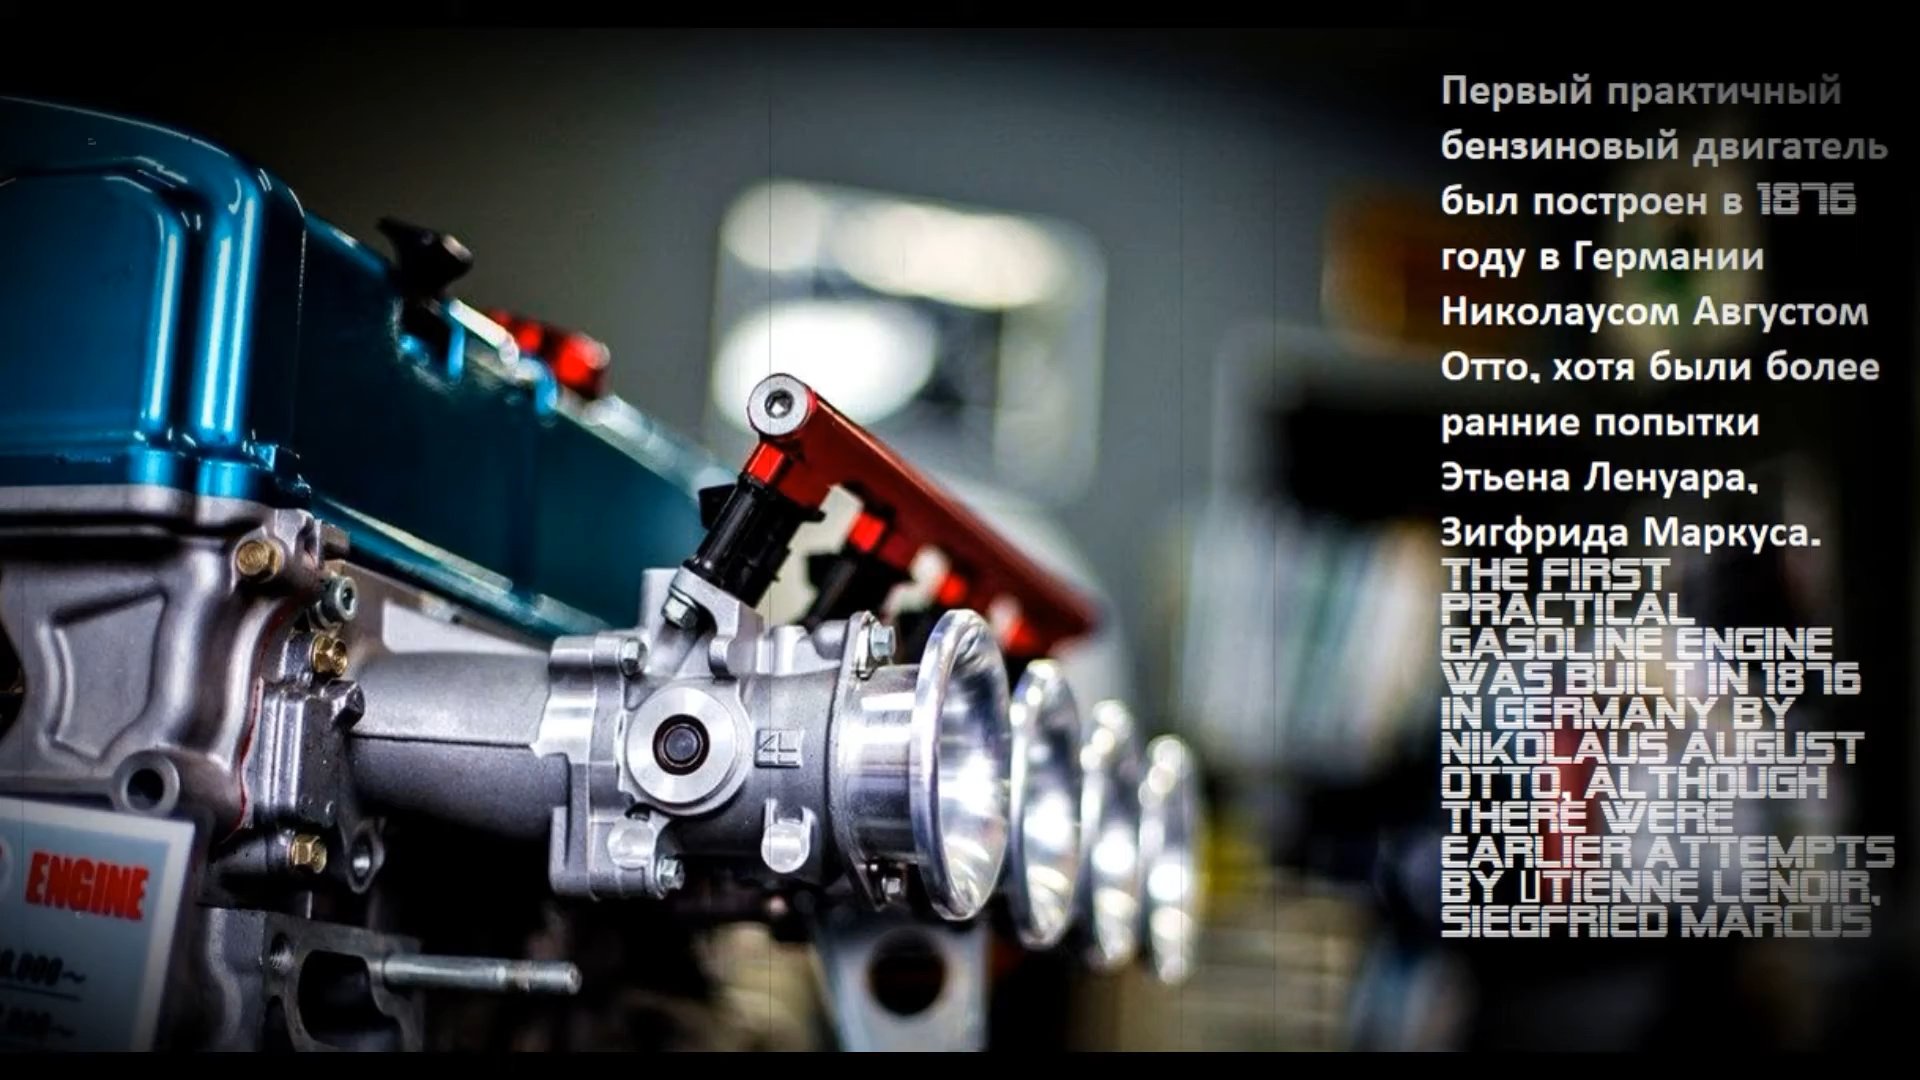 Первый практичный
бензиновый двигатель
был построен в 1876
году в Германии
Николаусом Августом
Отто, хотя были более
ранние попытки
Этьена Ленуара,
Зигфрида Маркуса.
THE FIRST
PRACTICAL
GASOLINE ENGINE
WAS BUILT IN 1876
IN GERMANY BY
NIKOLAUS AUGUST
OTTO, ALTHOUGH
THERE WERE
EARLIER ATTEMPTS
BY TIENNE LENOIR,
SIEGFRIED MARCUS
ENGINE